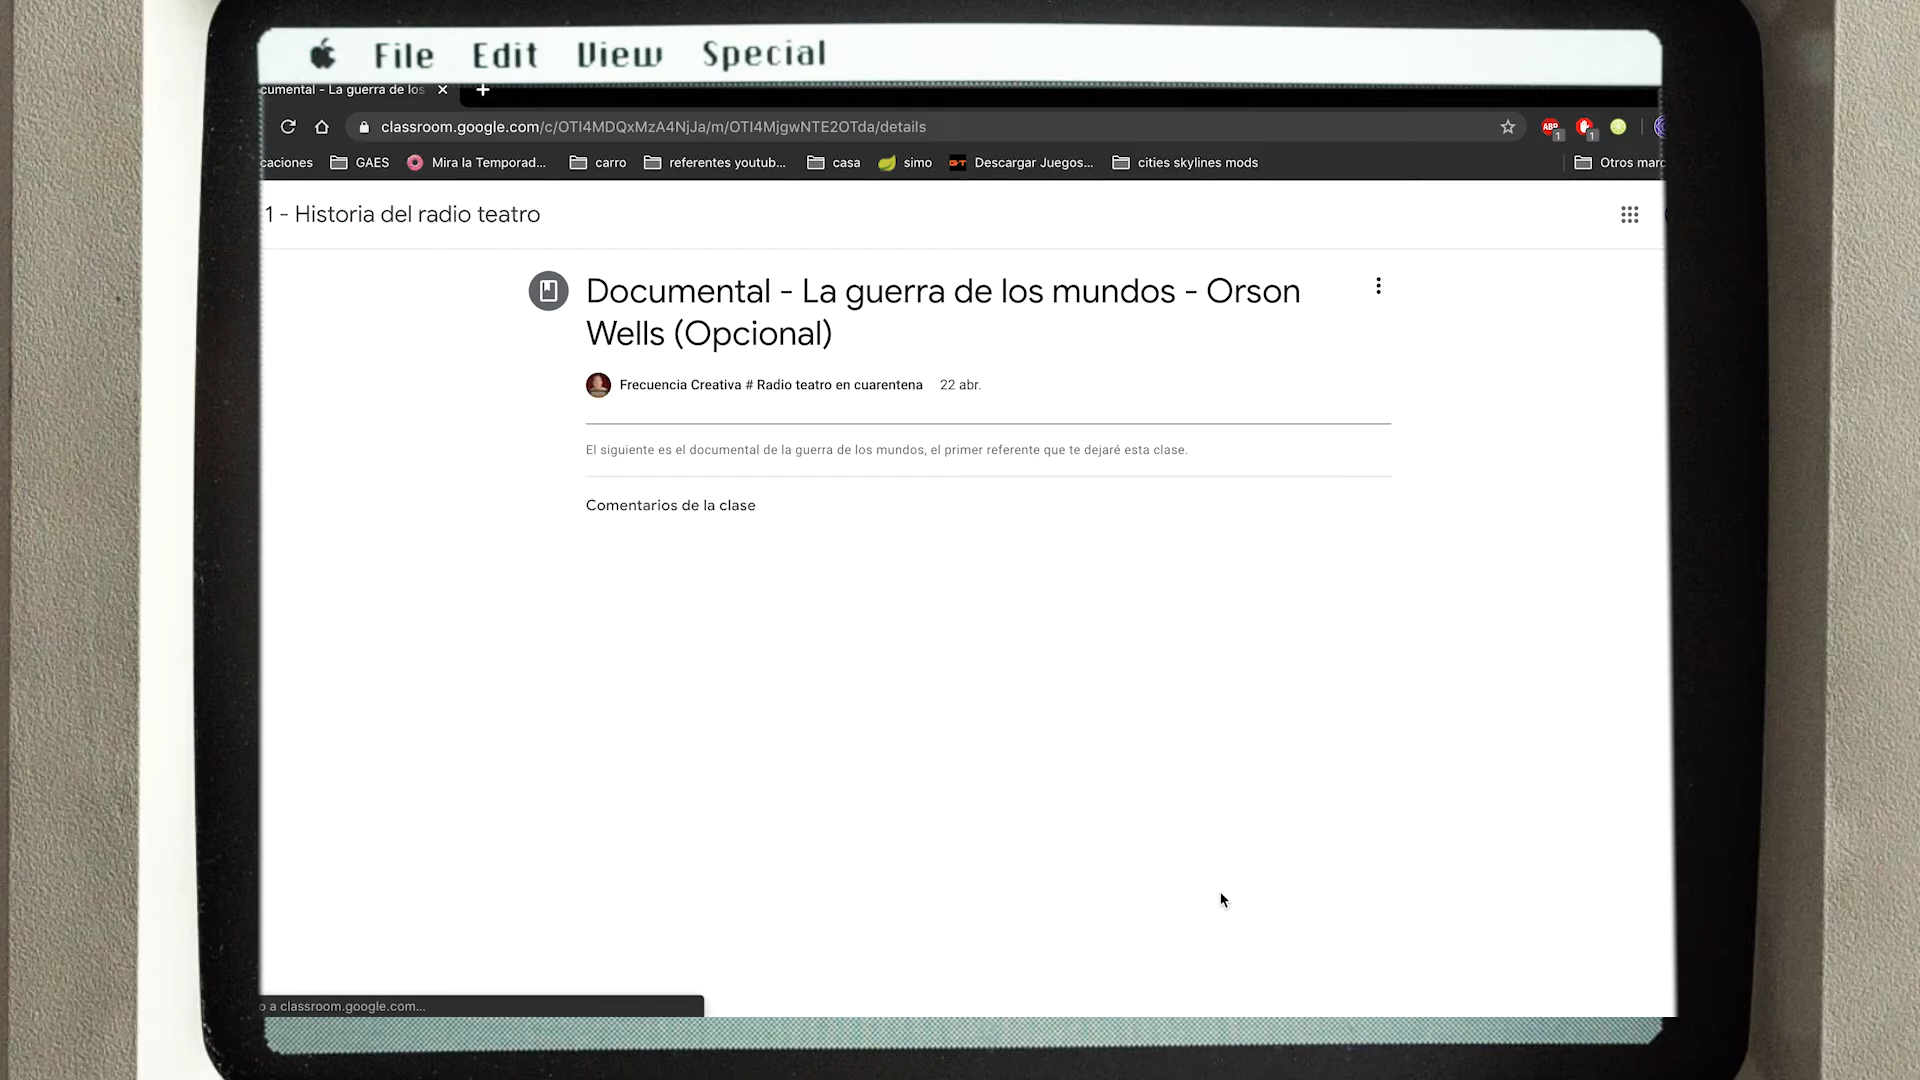 File Edit View Special
cumental - La guerra de los
classroom.google.com/c/OTI4MDQxMzA4NjJa/m/OTI4MjgwNTE2OTda/details
ABP 1 1
caciones GAES Mira la Temporad... carro referentes youtub... casa simo Descargar Juegos... cities skylines mods Otros marc
1 - Historia del radio teatro
Documental - La guerra de los mundos - Orson
Wells (Opcional)
Frecuencia Creativa # Radio teatro en cuarentena 22 abr.
El siguiente es el documental de la guerra de los mundos, el primer referente que te dejaré esta clase.
Comentarios de la clase
o a classroom.google.com...